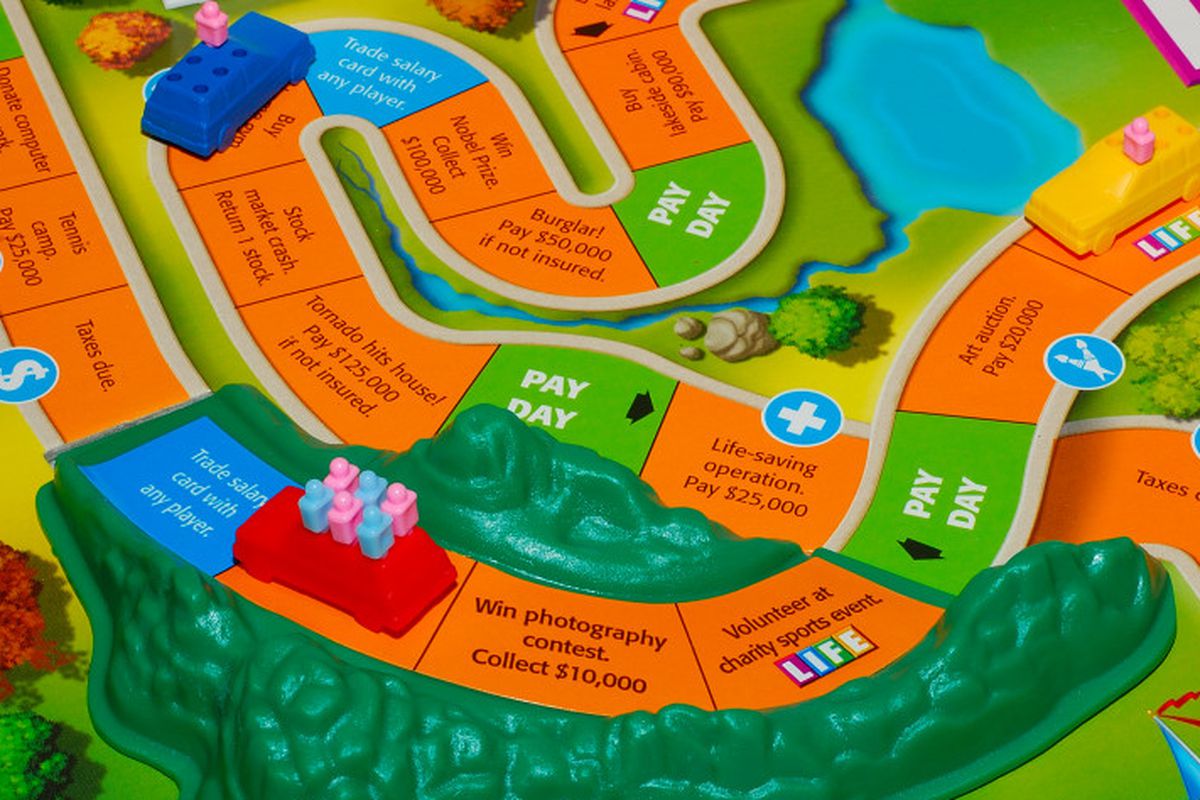 LIFE
Buy
lakeside cabin.
Pay $90,000
Trade salary
card with
any player.
Win
Nobel Prize.
Collect
$100,000
Burglar!
Pay $50,000
if not insured.
PAY
DAY
Buy
Stock
market crash.
Return 1 stock.
Tornado hits house!
Pay $125,000
if not insured.
PAY
DAY
Life-saving
operation.
Pay $25,000
Donate computer
Tennis
camp.
Pay $25,000
Taxes due.
$
Trade salary
card with
any player.
Win photography
contest.
Collect $10,000
Volunteer at
charity sports event.
LIFE
PAY
DAY
Art auction.
Pay $20,000
LIF
Taxes